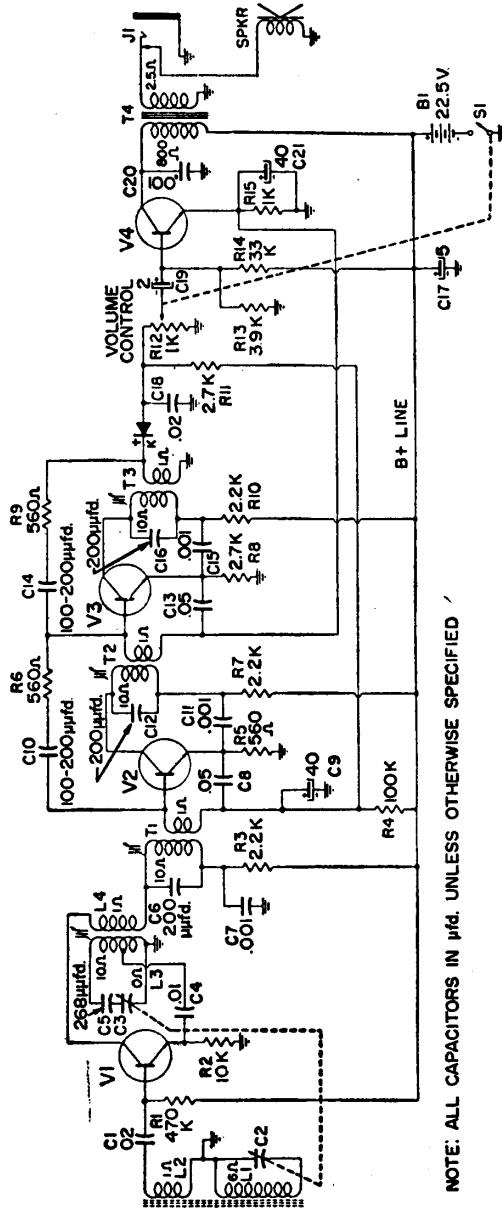 V1
C1
.02
R1
470
K
1Ω
L2
6Ω
L1
C2
R2
10K
268μμfd.
C5
C3
10Ω
0Ω
L3
.01
C4
L4
1Ω
C6
200
μμfd.
10Ω
T1
1Ω
C7
.001
R3
2.2K
C10
100-200μμfd.
R6
560Ω
V2
.05
C8
R5
560
Ω
C11
.001
C12
200μμfd.
10Ω
T2
1Ω
R7
2.2K
40
C9
R4
100K
C14
100-200μμfd.
R9
560Ω
V3
C13
.05
2.7K
R8
.001
C15
C16
200μμfd.
10Ω
T3
1Ω
2.2K
R10
K
C18
.02
2.7K
R11
VOLUME
CONTROL
R12
1K
2
C19
R13
3.9K
R14
33
K
V4
C20
100
800
Ω
T4
2.5Ω
J1
SPKR
R15
1K
40
C21
C17
5
B+ LINE
B1
22.5V.
S1
NOTE: ALL CAPACITORS IN μfd. UNLESS OTHERWISE SPECIFIED